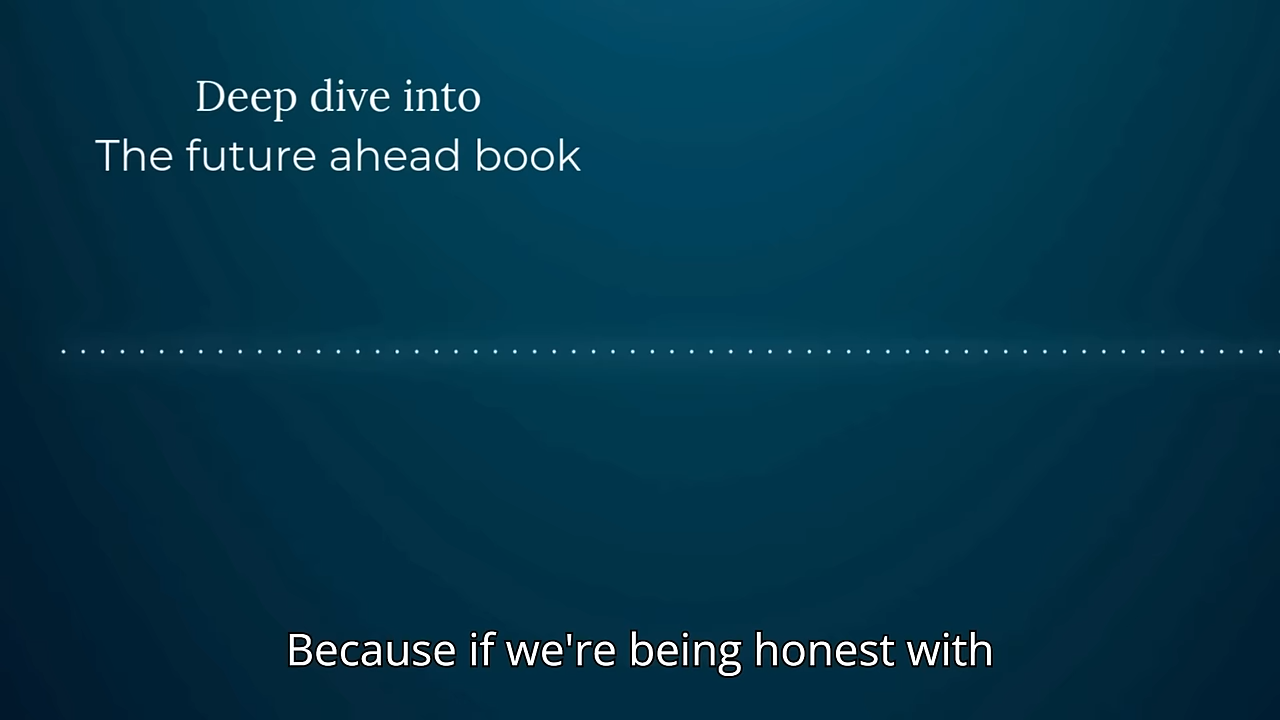 Deep dive into
The future ahead book
Because if we're being honest with